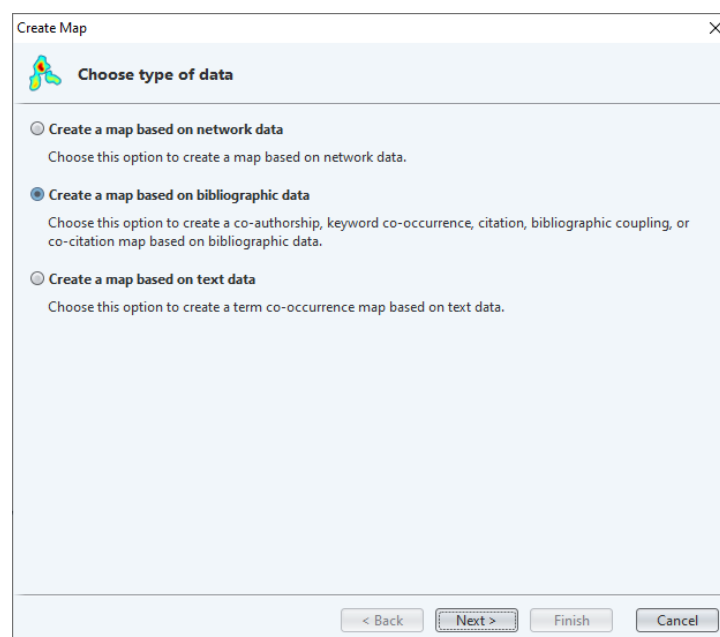 Create Map
Choose type of data
Create a map based on network data
Choose this option to create a map based on network data.
Create a map based on bibliographic data
Choose this option to create a co-authorship, keyword co-occurrence, citation, bibliographic coupling, or
co-citation map based on bibliographic data.
Create a map based on text data
Choose this option to create a term co-occurrence map based on text data.
< Back Next > Finish Cancel